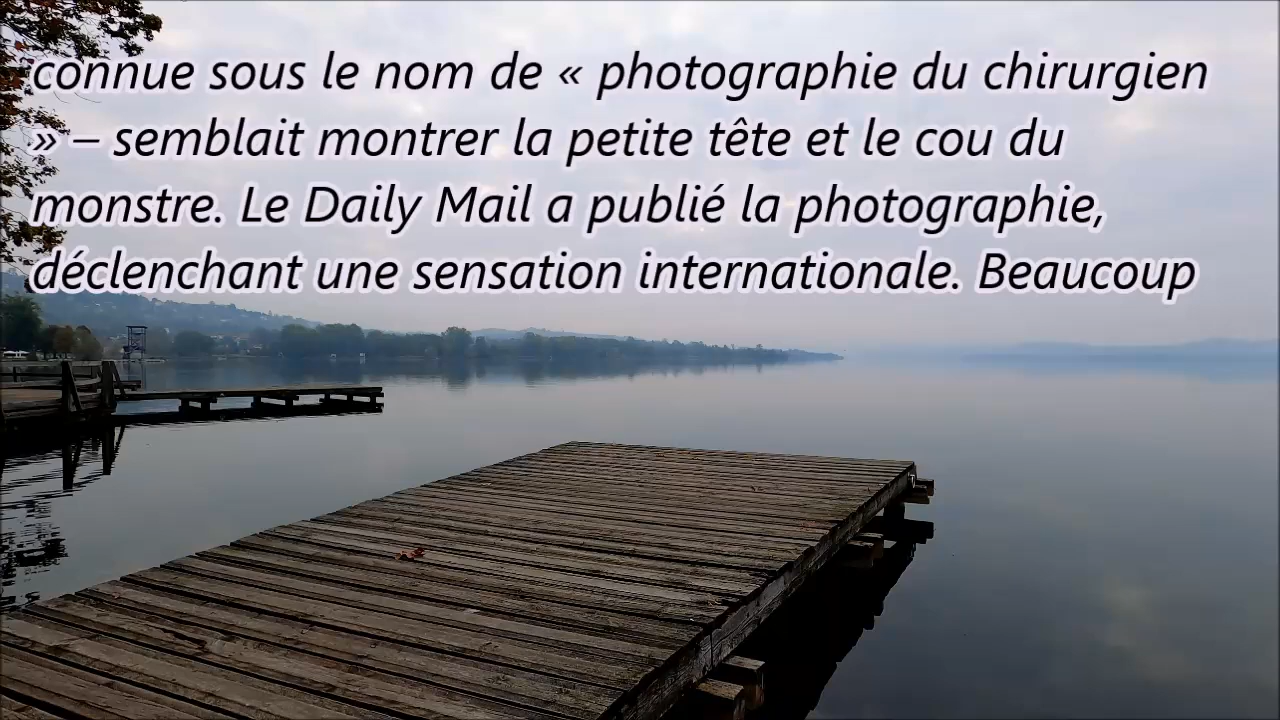 connue sous le nom de « photographie du chirurgien
» – semblait montrer la petite tête et le cou du
monstre. Le Daily Mail a publié la photographie,
déclenchant une sensation internationale. Beaucoup